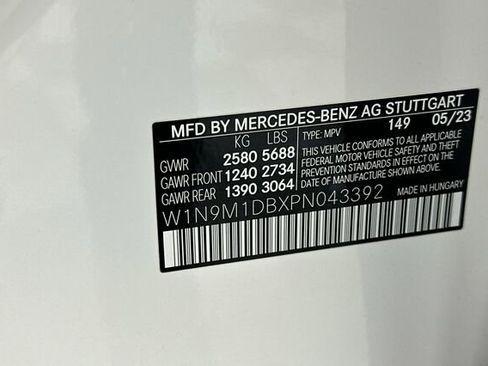 MFD BY MERCEDES-BENZ AG STUTTGART
KG LBS
TYPE: MPV 149 05/23
GVWR 2580 5688
GAWR FRONT 1240 2734
GAWR REAR 1390 3064
THIS VEHICLE CONFORMS TO ALL APPLICABLE
FEDERAL MOTOR VEHICLE SAFETY AND THEFT
PREVENTION STANDARDS IN EFFECT ON THE
DATE OF MANUFACTURE SHOWN ABOVE.
W1N9M1DBXPN043392
MADE IN HUNGARY